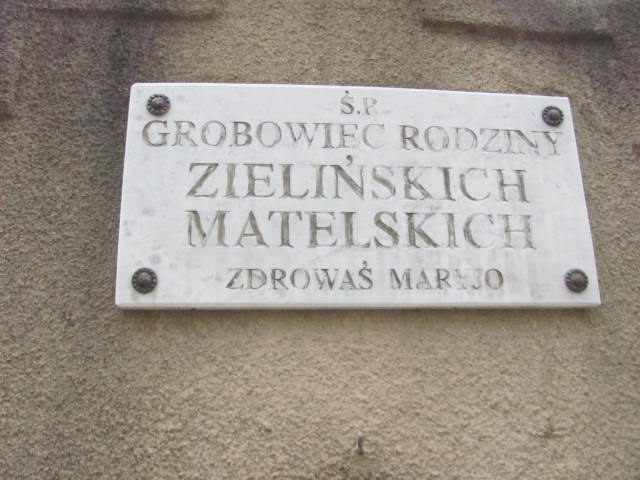 Ś.P.
GROBOWIEC RODZINY
ZIELIŃSKICH
MATELSKICH
ZDROWAŚ MARYJO